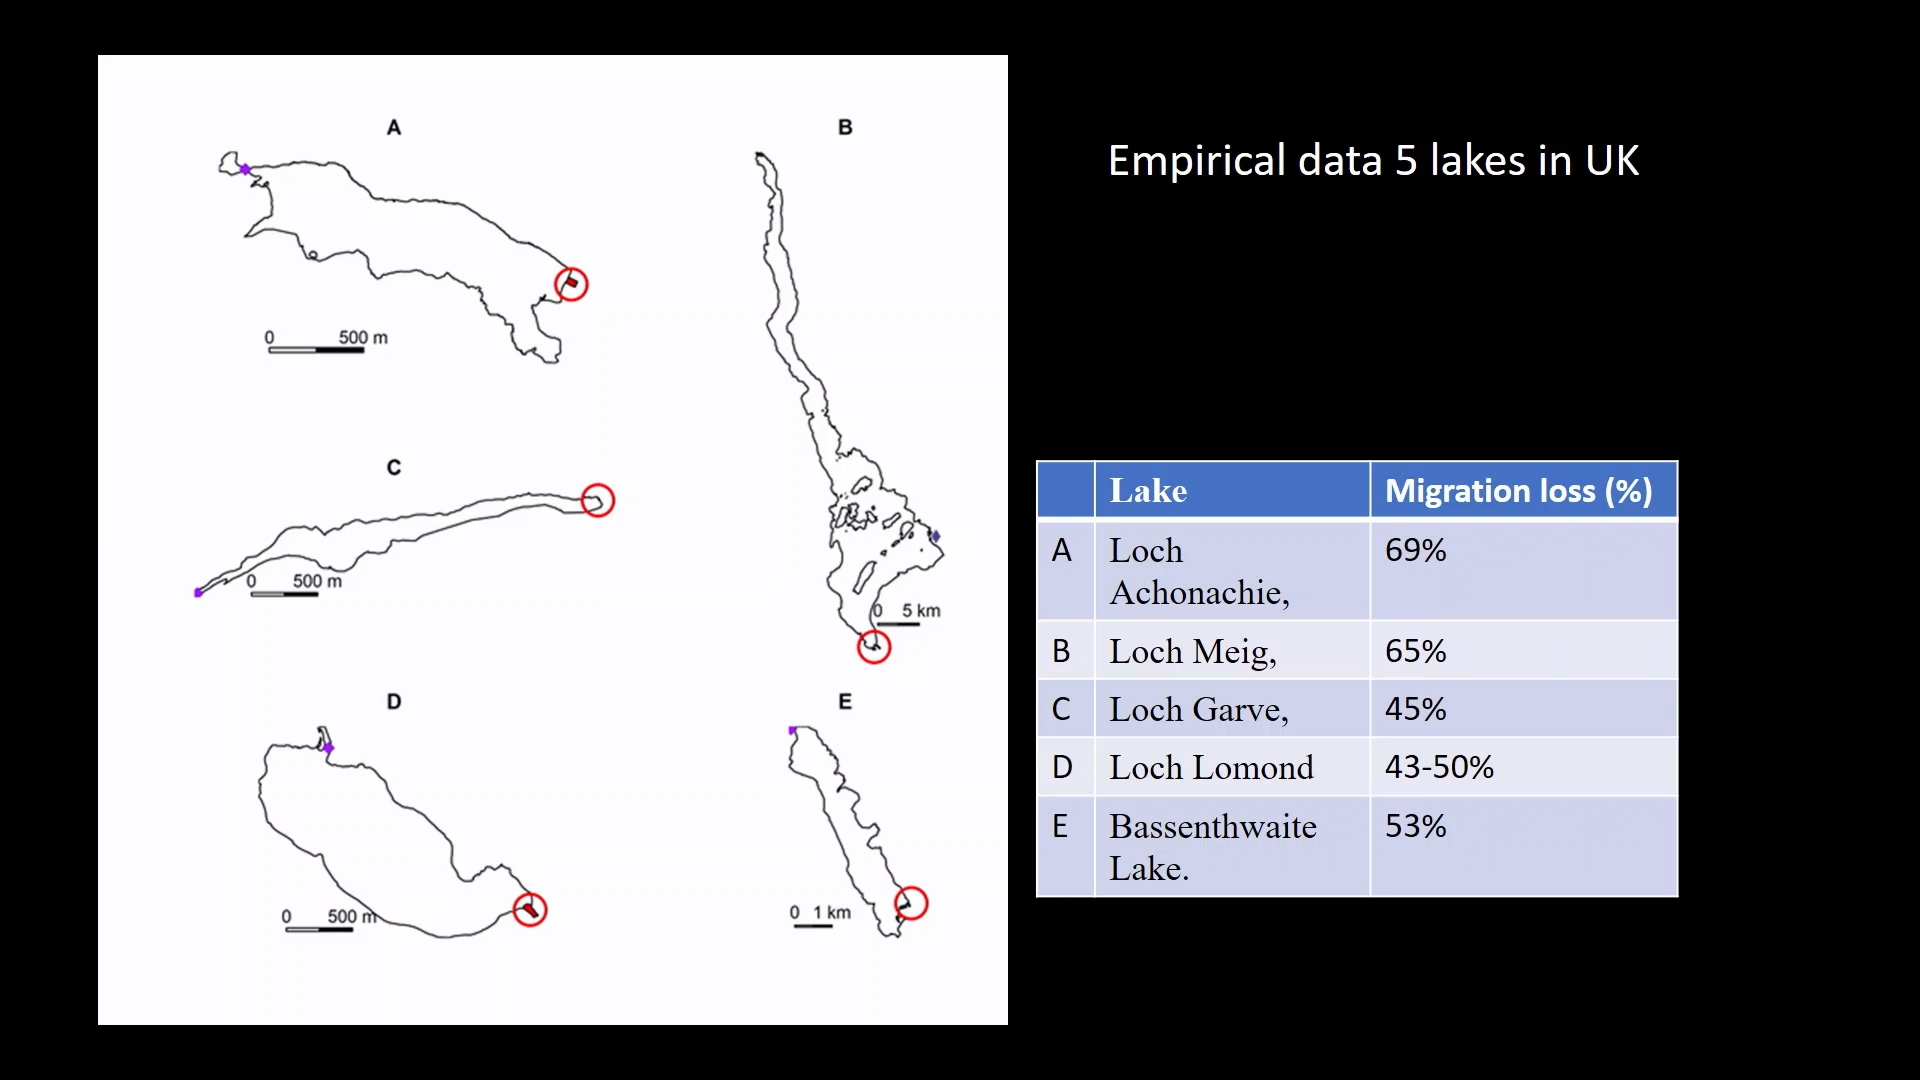 Empirical data 5 lakes in UK
A
0 500 m
B
0 5 km
C
0 500 m
D
0 500 m
E
0 1 km
Lake Migration loss (%)
A Loch 69%
Achonachie,
B Loch Meig, 65%
C Loch Garve, 45%
D Loch Lomond 43-50%
E Bassenthwaite 53%
Lake.